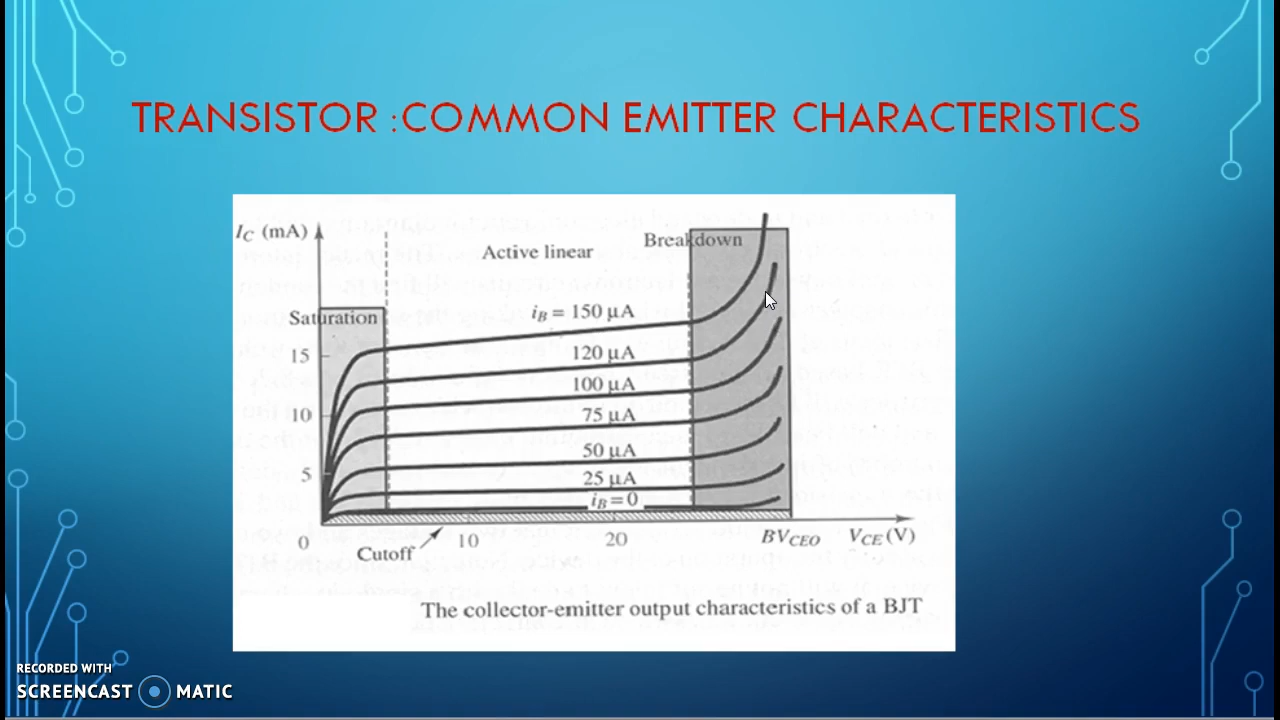 TRANSISTOR :COMMON EMITTER CHARACTERISTICS
I_C (mA)
Active linear
Breakdown
Saturation
i_B = 150 µA
15
120 µA
100 µA
10
75 µA
50 µA
5
25 µA
i_B = 0
0
10
20
BV_CEO
V_CE (V)
Cutoff
The collector-emitter output characteristics of a BJT
RECORDED WITH
SCREENCAST MATIC